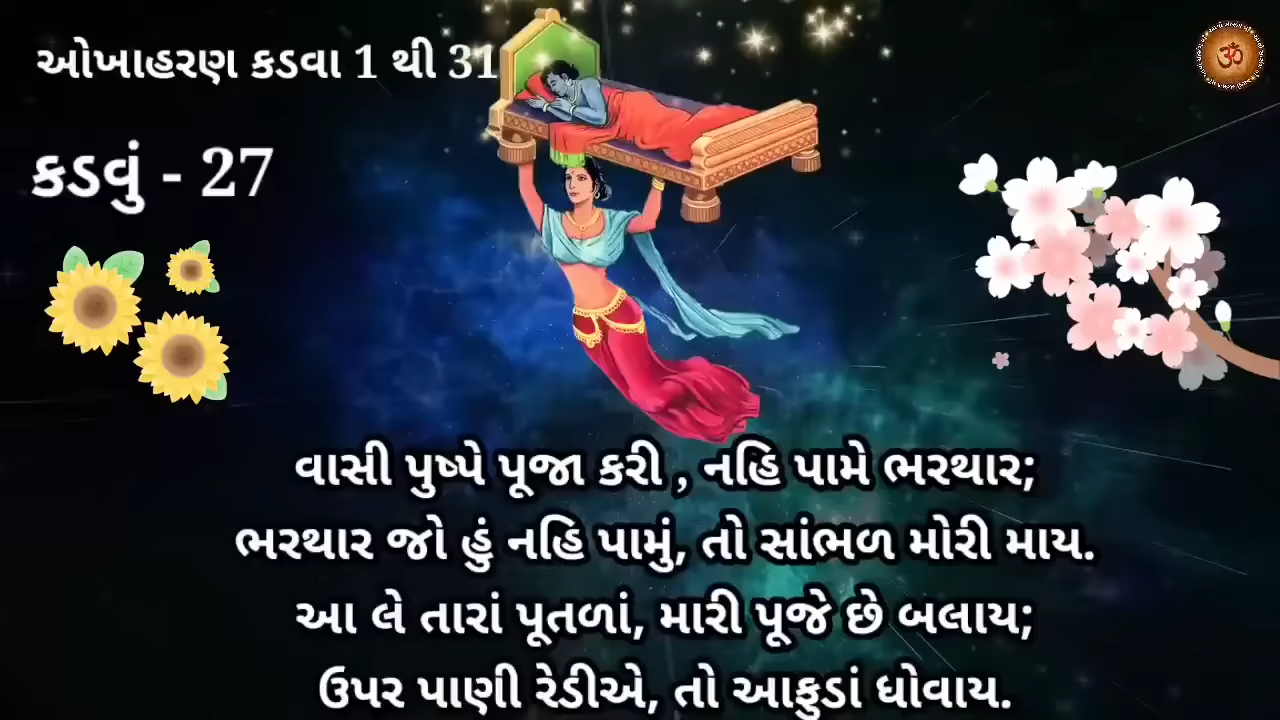 ઓખાહરણ કડવા 1 થી 31
કડવું - 27
ૐ
વાસી પુષ્પે પૂજા કરી , નહિ પામે ભરથાર;
ભરથાર જો હું નહિ પામું, તો સાંભળ મોરી માય.
આ લે તારાં પૂતળાં, મારી પૂજે છે બલાય;
ઉપર પાણી રેડીએ, તો આફુડાં ધોવાય.